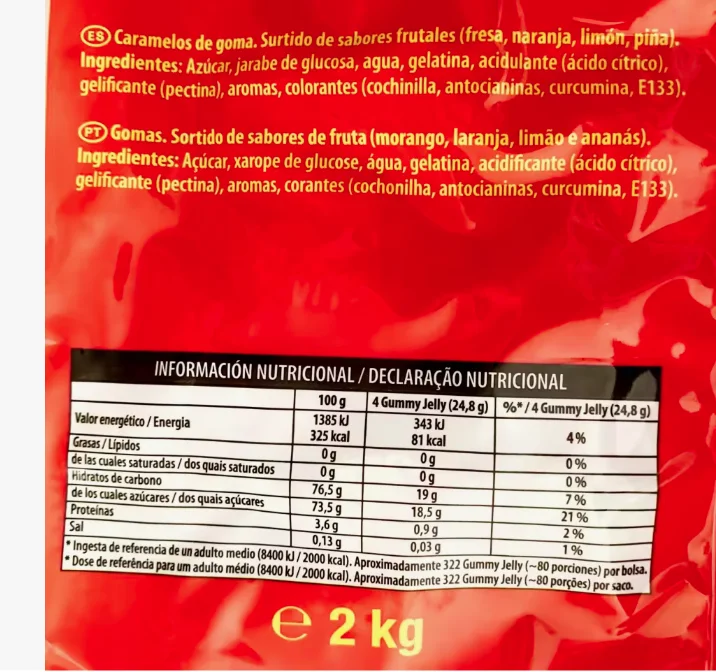 ES Caramelos de goma. Surtido de sabores frutales (fresa, naranja, limón, piña).
Ingredientes: Azúcar, jarabe de glucosa, agua, gelatina, acidulante (ácido cítrico),
gelificante (pectina), aromas, colorantes (cochinilla, antocianinas, curcumina, E133).
PT Gomas. Sortido de sabores de fruta (morango, laranja, limão e ananás).
Ingredientes: Açúcar, xarope de glucose, água, gelatina, acidificante (ácido cítrico),
gelificante (pectina), aromas, corantes (cochonilha, antocianinas, curcumina, E133).
INFORMACIÓN NUTRICIONAL / DECLARAÇÃO NUTRICIONAL
100 g 4 Gummy Jelly (24,8 g) %* / 4 Gummy Jelly (24,8 g)
Valor energético / Energia 1385 kJ 343 kJ
325 kcal 81 kcal 4%
Grasas / Lípidos 0 g 0 g 0%
de las cuales saturadas / dos quais saturados 0 g 0 g 0%
Hidratos de carbono 76,5 g 19 g 7%
de los cuales azúcares / dos quais açúcares 73,5 g 18,5 g 21%
Proteínas 3,6 g 0,9 g 2%
Sal 0,13 g 0,03 g 1%
* Ingesta de referencia de un adulto medio (8400 kJ / 2000 kcal). Aproximadamente 322 Gummy Jelly (~80 porciones) por bolsa.
* Dose de referência para um adulto médio (8400 kJ / 2000 kcal). Aproximadamente 322 Gummy Jelly (~80 porções) por saco.
℮ 2 kg